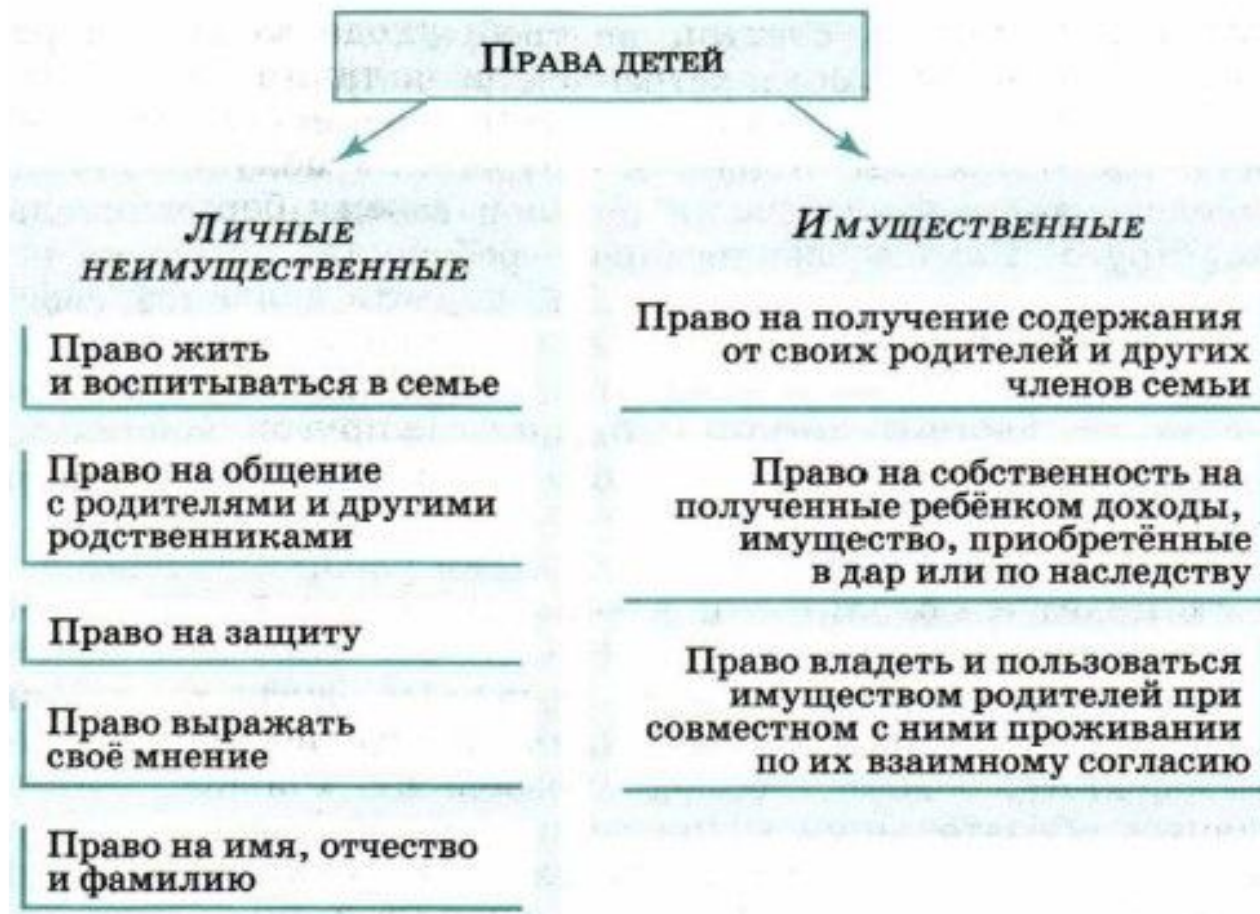 ПРАВА ДЕТЕЙ
ЛИЧНЫЕ
НЕИМУЩЕСТВЕННЫЕ
Право жить
и воспитываться в семье
Право на общение
с родителями и другими
родственниками
Право на защиту
Право выражать
своё мнение
Право на имя, отчество
и фамилию
ИМУЩЕСТВЕННЫЕ
Право на получение содержания
от своих родителей и других
членов семьи
Право на собственность на
полученные ребёнком доходы,
имущество, приобретённые
в дар или по наследству
Право владеть и пользоваться
имуществом родителей при
совместном с ними проживании
по их взаимному согласию